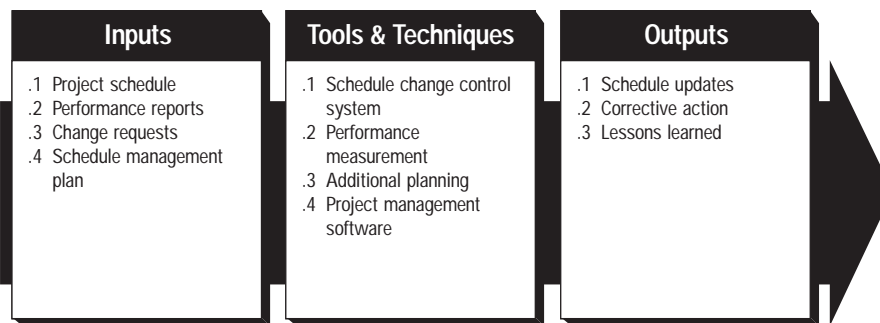 Inputs
.1 Project schedule
.2 Performance reports
.3 Change requests
.4 Schedule management
plan
Tools & Techniques
.1 Schedule change control
system
.2 Performance
measurement
.3 Additional planning
.4 Project management
software
Outputs
.1 Schedule updates
.2 Corrective action
.3 Lessons learned